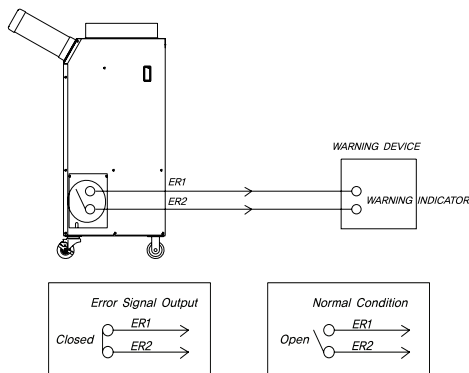 WARNING DEVICE
ER1
ER2
WARNING INDICATOR
Error Signal Output
ER1
Closed
ER2
Normal Condition
ER1
Open
ER2